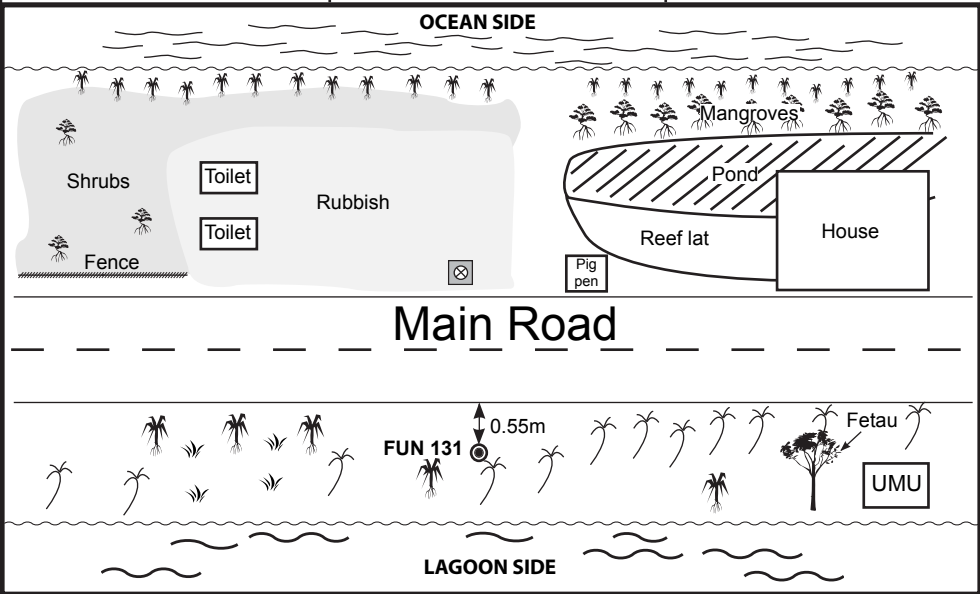 OCEAN SIDE
Mangroves
Shrubs
Toilet
Rubbish
Pond
Toilet
Reef lat
House
Fence
Pig
pen
Main Road
0.55m
Fetau
FUN 131
UMU
LAGOON SIDE